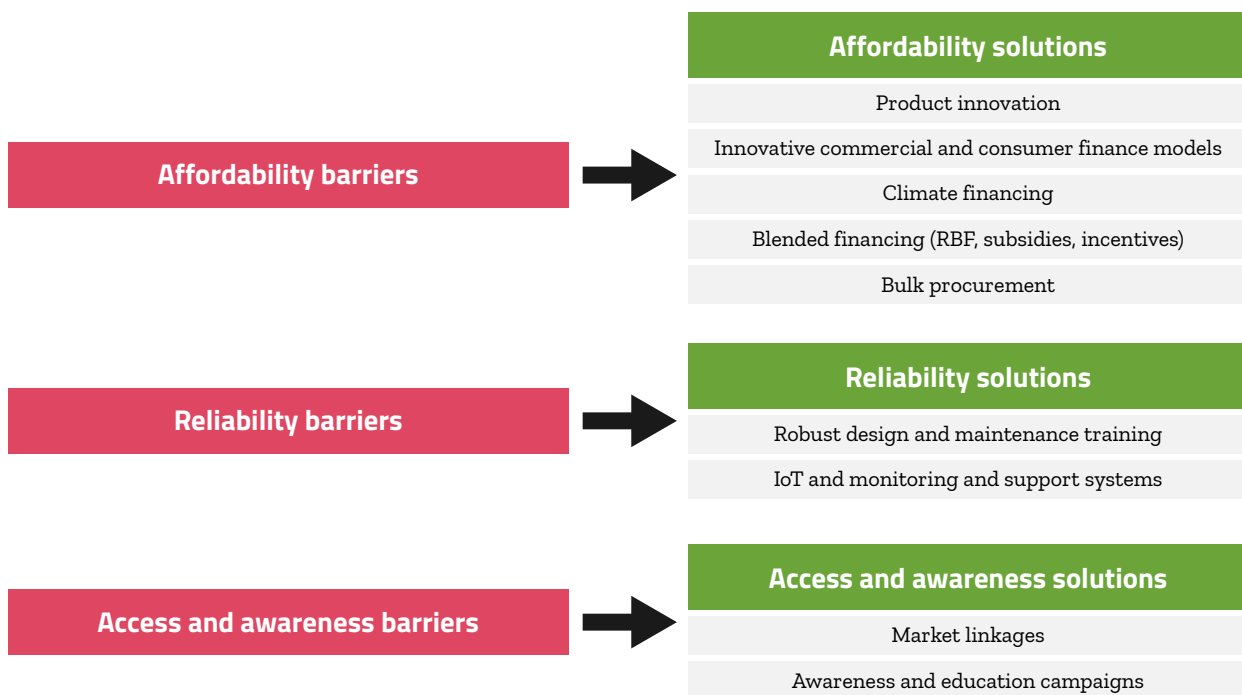 Affordability barriers
Affordability solutions
Product innovation
Innovative commercial and consumer finance models
Climate financing
Blended financing (RBF, subsidies, incentives)
Bulk procurement
Reliability barriers
Reliability solutions
Robust design and maintenance training
IoT and monitoring and support systems
Access and awareness barriers
Access and awareness solutions
Market linkages
Awareness and education campaigns